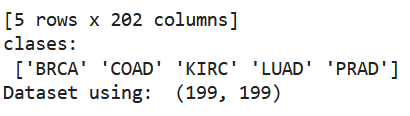 [5 rows x 202 columns]
clases:
['BRCA' 'COAD' 'KIRC' 'LUAD' 'PRAD']
Dataset using:  (199, 199)